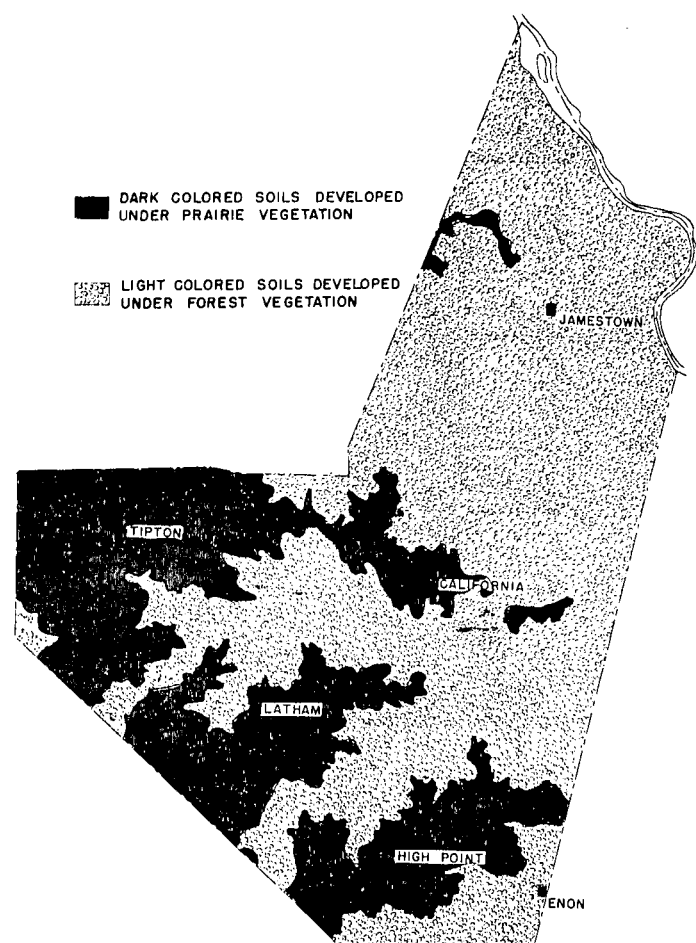 DARK COLORED SOILS DEVELOPED
UNDER PRAIRIE VEGETATION
LIGHT COLORED SOILS DEVELOPED
UNDER FOREST VEGETATION
JAMESTOWN
TIPTON
CALIFORNIA
LATHAM
HIGH POINT
ENON